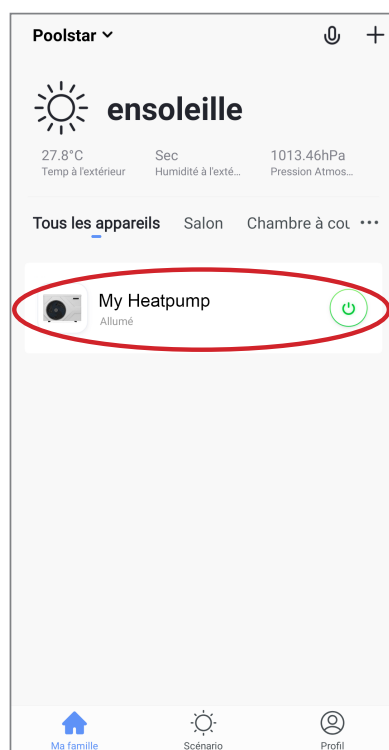 Poolstar
ensoleille
27.8°C Sec 1013.46hPa
Temp à l'extérieur Humidité à l'exté... Pression Atmos...
Tous les appareils Salon Chambre à cou ...
My Heatpump
Allumé
Ma famille Scénario Profil